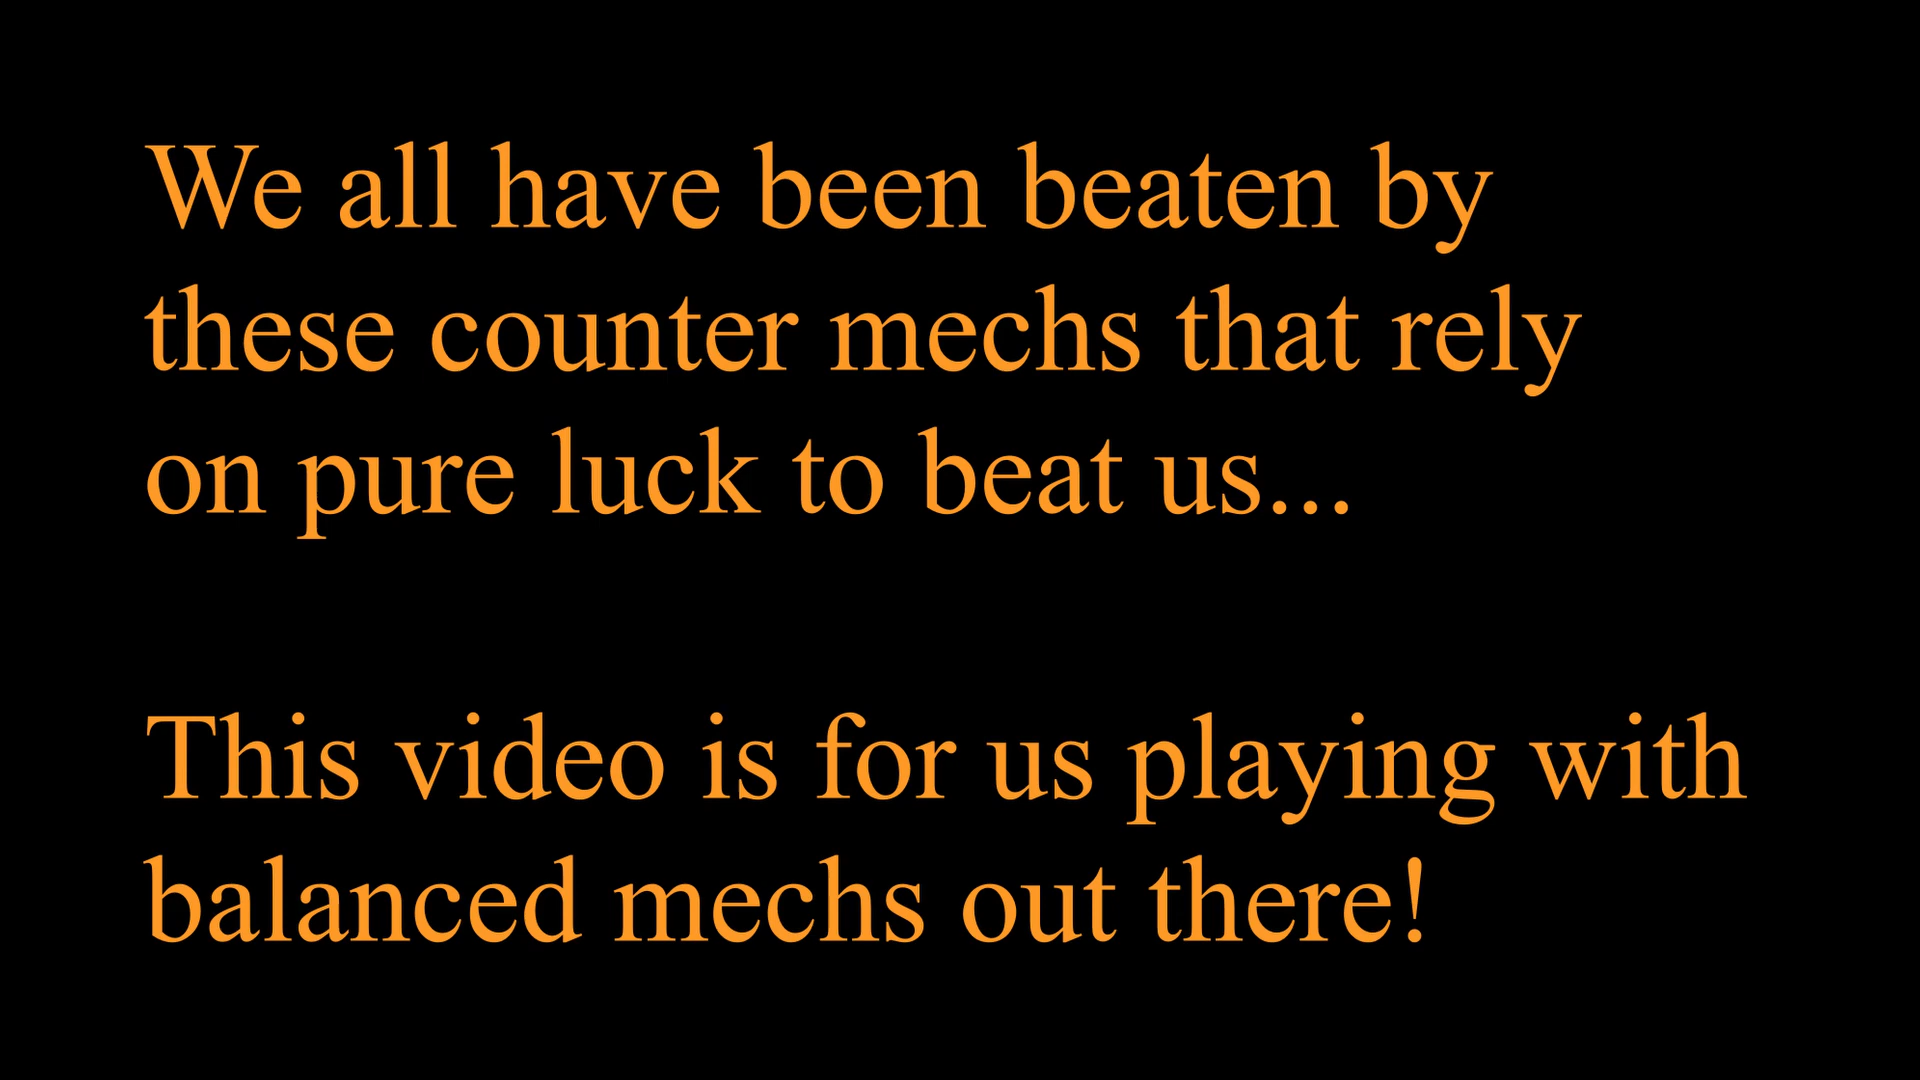 We all have been beaten by
these counter mechs that rely
on pure luck to beat us...
This video is for us playing with
balanced mechs out there!